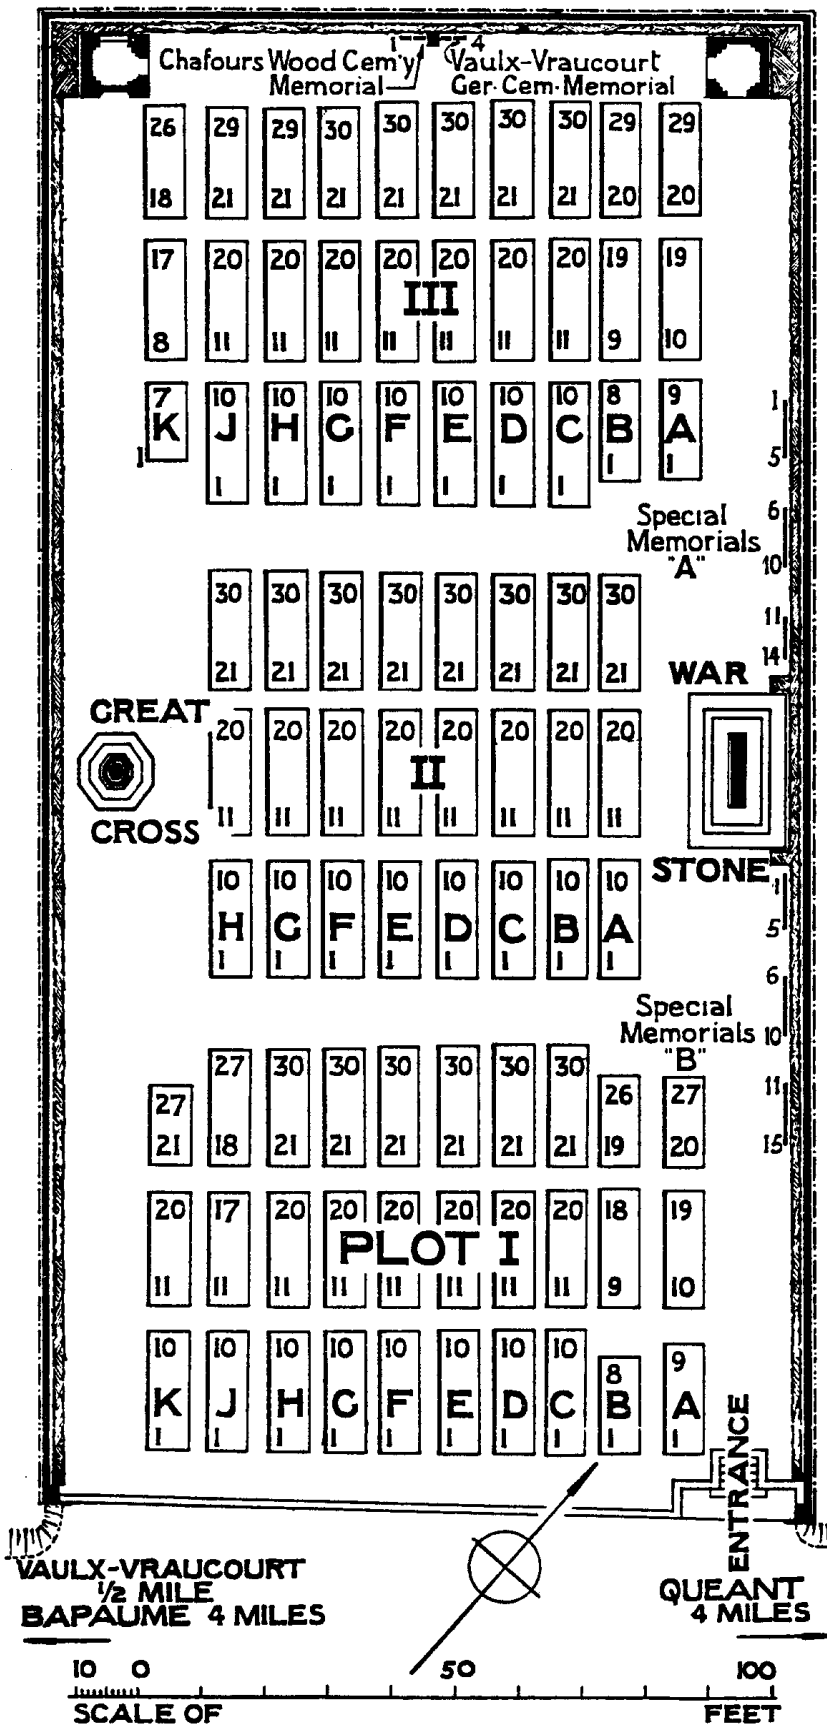 1 4
Chafours Wood Cem'y Vaulx-Vraucourt
Memorial Ger. Cem. Memorial
26 29 29 30 30 30 30 30 29 29
18 21 21 21 21 21 21 21 20 20
17 20 20 20 20 20 20 20 19 19
III
8 11 11 11 11 11 11 11 9 10
7 10 10 10 10 10 10 10 8 9
K J H G F E D C B A
1 1 1 1 1 1 1 1 1 1
1
5
6
Special
Memorials
"A"
10
11
14
30 30 30 30 30 30 30 30
21 21 21 21 21 21 21 21
WAR
GREAT
20 20 20 20 20 20 20 20
II
11 11 11 11 11 11 11 11
CROSS
STONE
10 10 10 10 10 10 10 10
H G F E D C B A
1 1 1 1 1 1 1 1
1
5
6
Special
Memorials
"B"
10
11
15
27 27 30 30 30 30 30 30 26 27
21 18 21 21 21 21 21 21 19 20
20 17 20 20 20 20 20 20 18 19
PLOT I
11 11 11 11 11 11 11 11 9 10
10 10 10 10 10 10 10 10 8 9
K J H G F E D C B A
1 1 1 1 1 1 1 1 1 1
ENTRANCE
VAULX-VRAUCOURT
1/2 MILE
BAPAUME 4 MILES
QUEANT
4 MILES
10 0 50 100
SCALE OF FEET